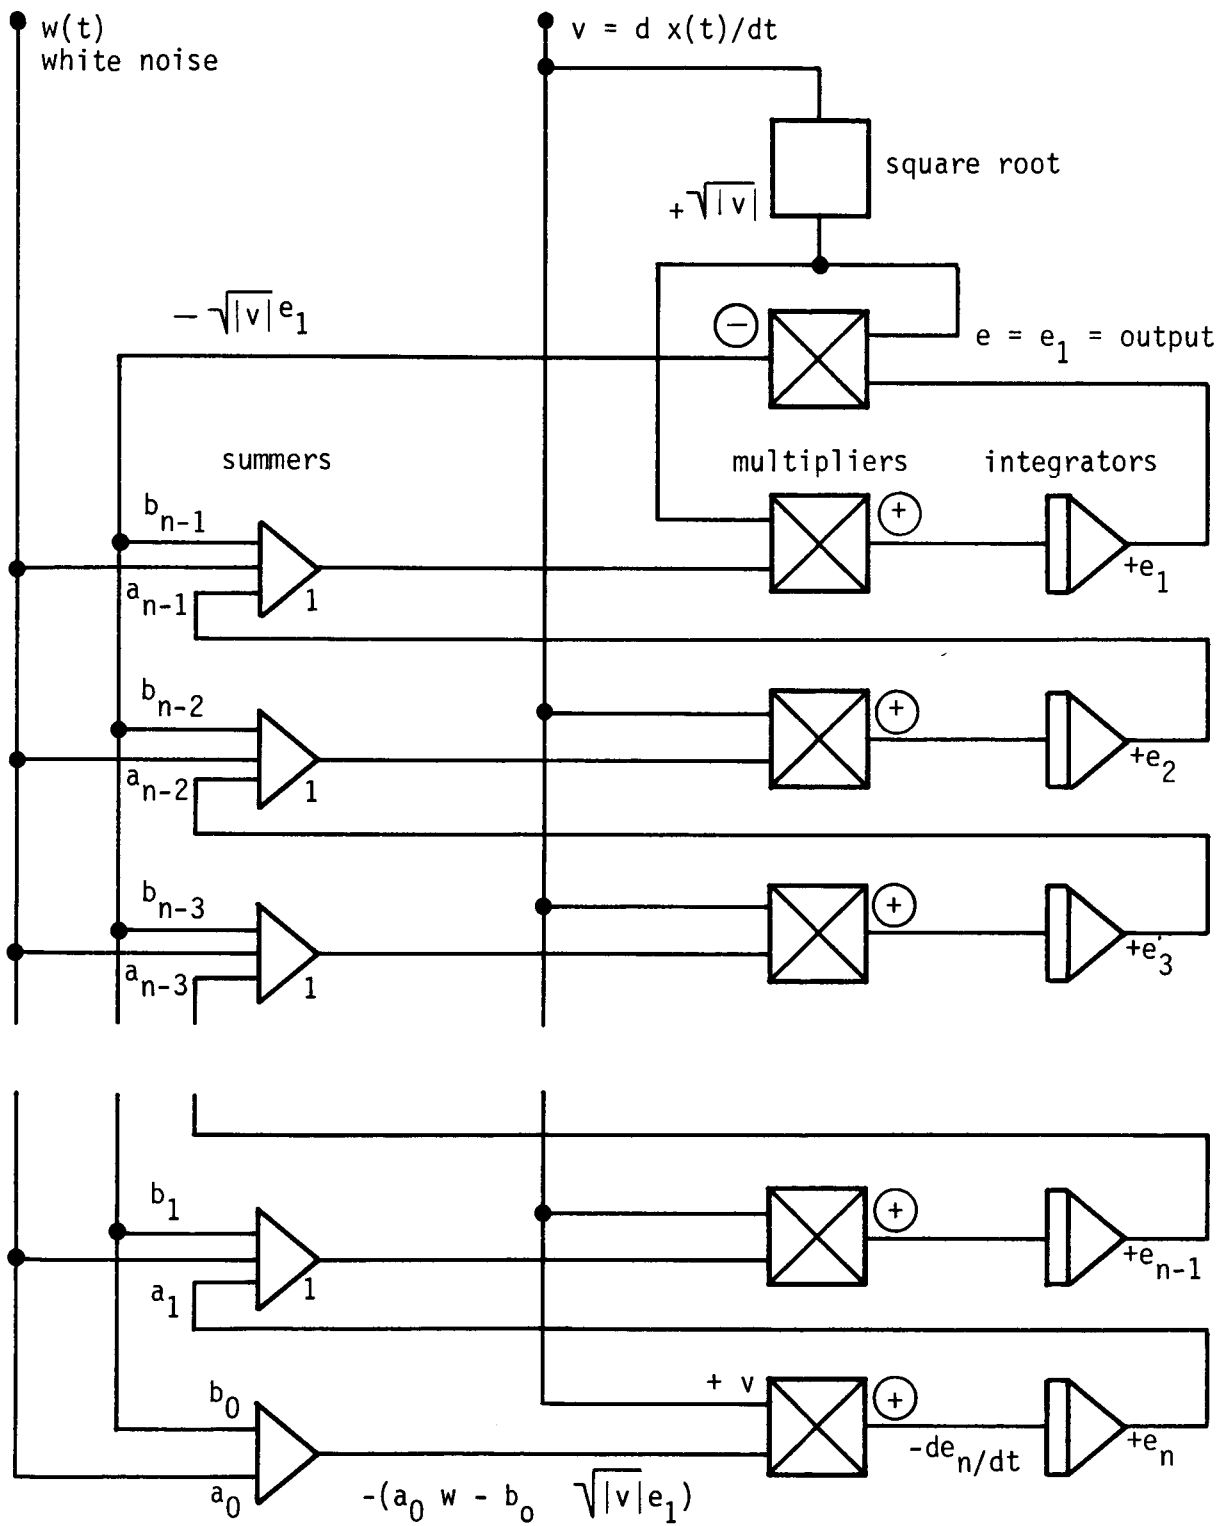 w(t)
white noise
v = d x(t)/dt
square root
+√|v|
− √|v| e₁
−
e = e₁ = output
summers
multipliers
integrators
bₙ₋₁
+
aₙ₋₁
1
+e₁
bₙ₋₂
+
aₙ₋₂
1
+e₂
bₙ₋₃
+
aₙ₋₃
1
+e₃
b₁
+
a₁
1
+eₙ₋₁
b₀
+ v
+
-deₙ/dt
+eₙ
a₀
-(a₀ w - bₒ √|v| e₁)